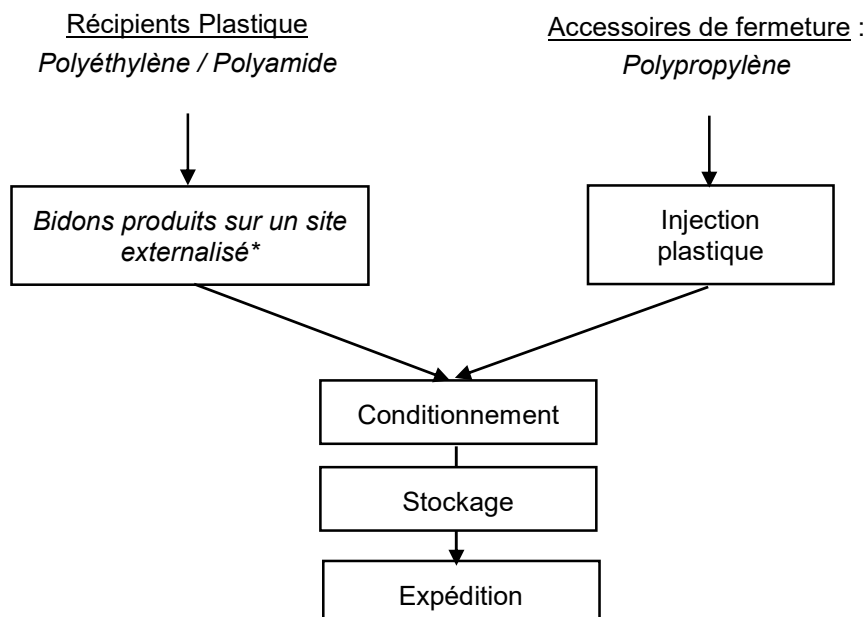 Récipients Plastique
Polyéthylène / Polyamide
Accessoires de fermeture :
Polypropylène
Bidons produits sur un site
externalisé*
Injection
plastique
Conditionnement
Stockage
Expédition